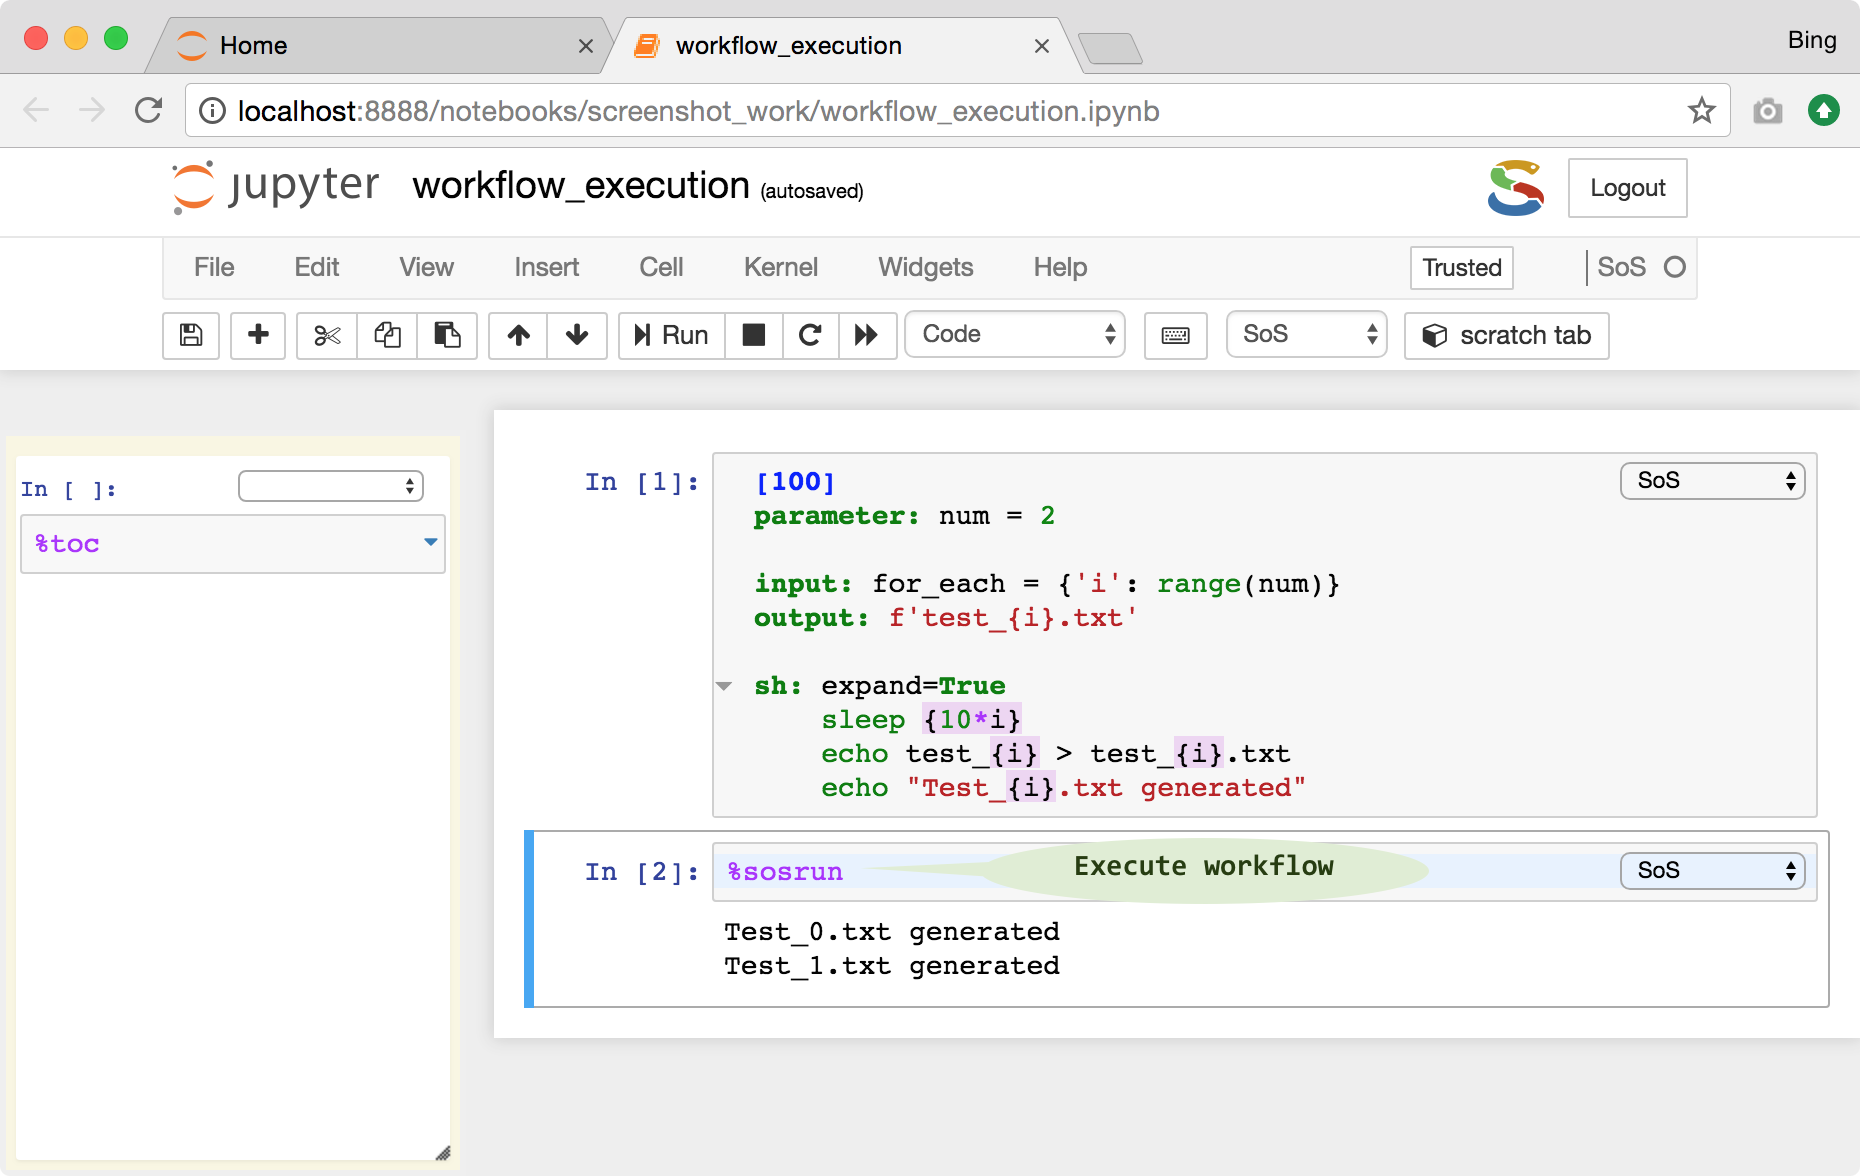 Home
workflow_execution
Bing
localhost:8888/notebooks/screenshot_work/workflow_execution.ipynb
jupyter workflow_execution (autosaved)
Logout
File Edit View Insert Cell Kernel Widgets Help Trusted SoS
Run Code SoS scratch tab
In [ ]:
%toc
In [1]: [100] SoS
parameter: num = 2
input: for_each = {'i': range(num)}
output: f'test_{i}.txt'
sh: expand=True
sleep {10*i}
echo test_{i} > test_{i}.txt
echo "Test_{i}.txt generated"
In [2]: %sosrun Execute workflow SoS
Test_0.txt generated
Test_1.txt generated